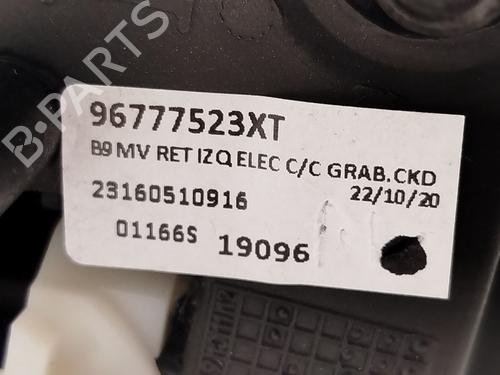 B-PARTS
96777523XT
B9 MV RET IZQ ELEC C/C GRAB.CKD
23160510916 22/10/20
01166S 19096